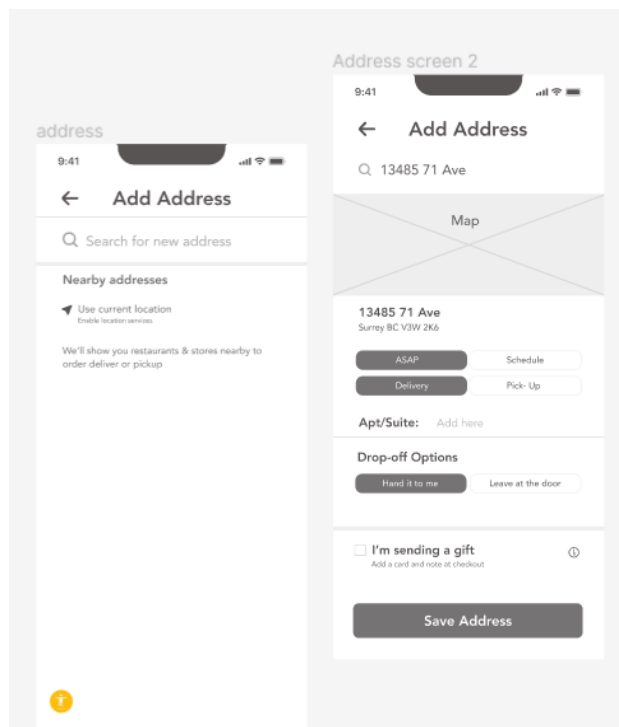 address
9:41
Add Address
Search for new address
Nearby addresses
Use current location
Enable location services.
We'll show you restaurants & stores nearby to
order deliver or pickup
Address screen 2
9:41
Add Address
13485 71 Ave
Map
13485 71 Ave
Surrey BC V3W 2K6
ASAP Schedule
Delivery Pick- Up
Apt/Suite: Add here
Drop-off Options
Hand it to me Leave at the door
I'm sending a gift
Add a card and note at checkout
Save Address